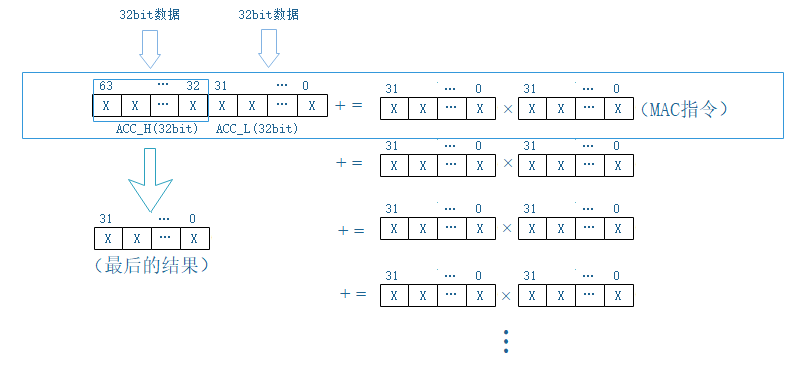 32bit数据 32bit数据
63 ... 32 31 ... 0 31 ... 0 31 ... 0
X X ... X X X ... X += X X ... X × X X ... X (MAC指令)
ACC_H(32bit) ACC_L(32bit)
31 ... 0 31 ... 0
+= X X ... X × X X ... X
31 ... 0 31 ... 0 31 ... 0
X X ... X += X X ... X × X X ... X
(最后的结果)
31 ... 0 31 ... 0
+= X X ... X × X X ... X
⋮